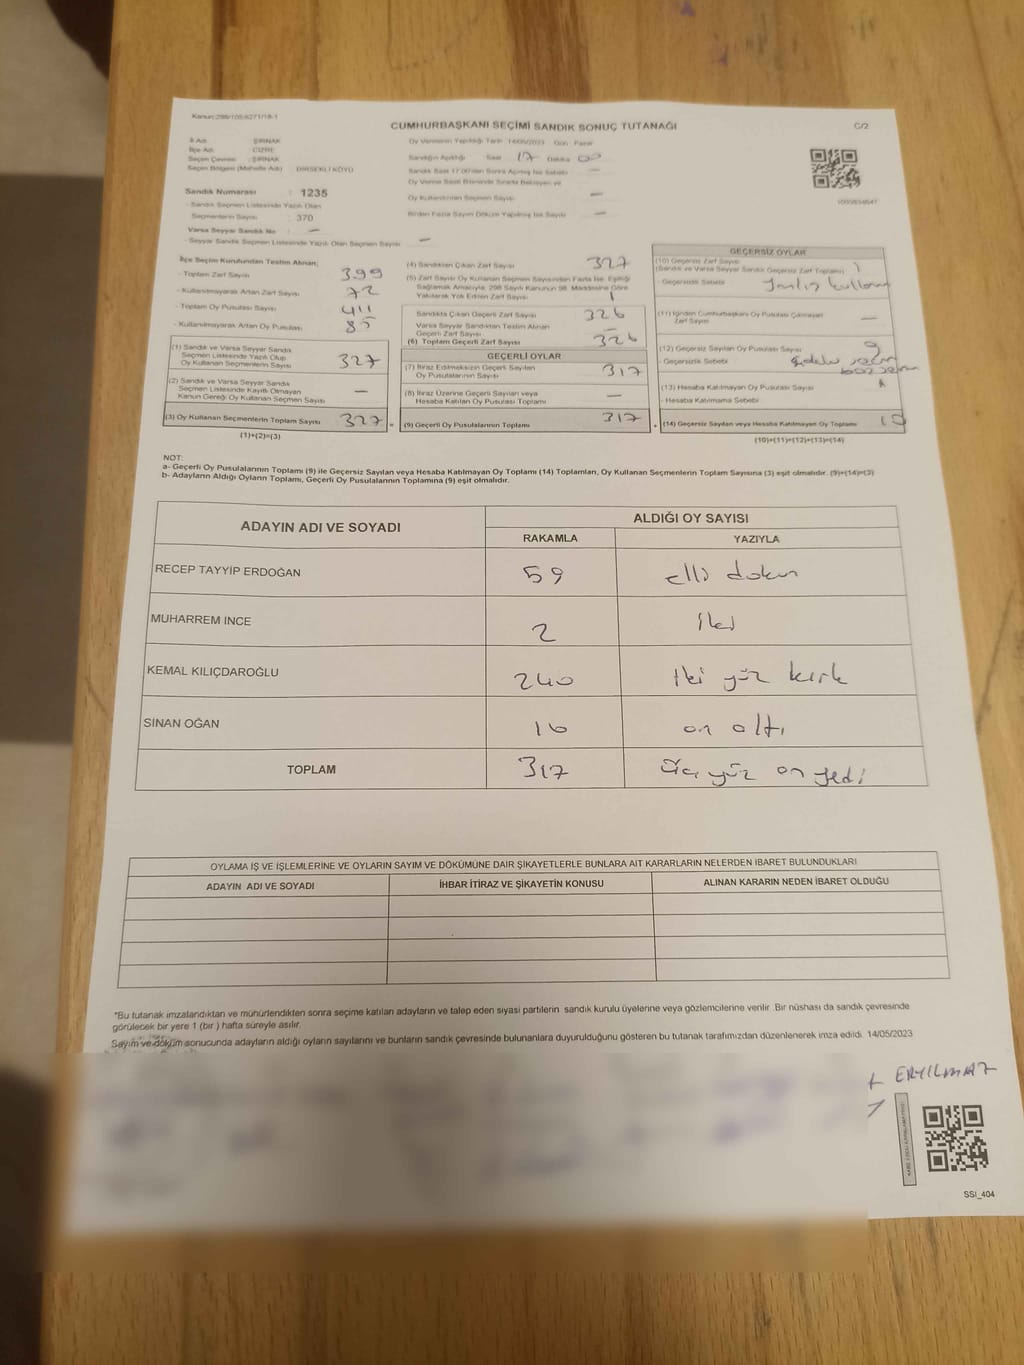 Kanun:298/105/6271/18-1
CUMHURBAŞKANI SEÇİMİ SANDIK SONUÇ TUTANAĞI
C/2
İl Adı : ŞIRNAK
İlçe Adı : CİZRE
Seçim Çevresi : ŞIRNAK
Seçim Bölgesi (Mahalle Adı) : DİRSEKLİ KÖYÜ
Sandık Numarası : 1235
- Sandık Seçmen Listesinde Yazılı Olan
Seçmenlerin Sayısı : 370
Varsa Seyyar Sandık No : —
- Seyyar Sandık Seçmen Listesinde Yazılı Olan Seçmen Sayısı : —
Oy Vermenin Yapıldığı Tarih : 14/05/2023 Gün : Pazar
Sandığın Açıldığı Saat 17 Dakika 00
Sandık Saat 17.00'den Sonra Açılmış İse Sebebi —
Oy Verme Saati Bitiminde Sırada Bekleyen ve
Oy Kullandırılan Seçmen Sayısı —
Birden Fazla Sayım Döküm Yapılmış İse Sayısı —
İlçe Seçim Kurulundan Teslim Alınan;
- Toplam Zarf Sayısı 399
- Kullanılmayarak Artan Zarf Sayısı 72
- Toplam Oy Pusulası Sayısı 411
- Kullanılmayarak Artan Oy Pusulası 85
(1) Sandık ve Varsa Seyyar Sandık
Seçmen Listesinde Yazılı Olup
Oy Kullanan Seçmenlerin Sayısı 327
(2) Sandık ve Varsa Seyyar Sandık
Seçmen Listesinde Kayıtlı Olmayan
Kanun Gereği Oy Kullanan Seçmen Sayısı —
(3) Oy Kullanan Seçmenlerin Toplam Sayısı 327
(1)+(2)=(3)
(4) Sandıktan Çıkan Zarf Sayısı 327
(5) Zarf Sayısı Oy Kullanan Seçmen Sayısından Fazla İse, Eşitliği
Sağlamak Amacıyla, 298 Sayılı Kanunun 98. Maddesine Göre
Yakılarak Yok Edilen Zarf Sayısı 1
Sandıkta Çıkan Geçerli Zarf Sayısı 326
Varsa Seyyar Sandıktan Teslim Alınan
Geçerli Zarf Sayısı
(6) Toplam Geçerli Zarf Sayısı 326
GEÇERLİ OYLAR
(7) İtiraz Edilmeksizin Geçerli Sayılan
Oy Pusulalarının Sayısı 317
(8) İtiraz Üzerine Geçerli Sayılan veya
Hesaba Katılan Oy Pusulası Toplamı —
= (9) Geçerli Oy Pusulalarının Toplamı 317
GEÇERSİZ OYLAR
(10) Geçersiz Zarf Sayısı
(Sandık ve Varsa Seyyar Sandık Geçersiz Zarf Toplamı) 1
- Geçersizlik Sebebi
(11) İçinden Cumhurbaşkanı Oy Pusulası Çıkmayan
Zarf Sayısı —
(12) Geçersiz Sayılan Oy Pusulası Sayısı 9
- Geçersizlik Sebebi
(13) Hesaba Katılmayan Oy Pusulası Sayısı
- Hesaba Katılmama Sebebi
+ (14) Geçersiz Sayılan veya Hesaba Katılmayan Oy Toplamı 10
(10)+(11)+(12)+(13)=(14)
NOT:
a- Geçerli Oy Pusulalarının Toplamı (9) ile Geçersiz Sayılan veya Hesaba Katılmayan Oy Toplamı (14) Toplamları, Oy Kullanan Seçmenlerin Toplam Sayısına (3) eşit olmalıdır. (9)+(14)=(3)
b- Adayların Aldığı Oyların Toplamı, Geçerli Oy Pusulalarının Toplamına (9) eşit olmalıdır.
ADAYIN ADI VE SOYADI
ALDIĞI OY SAYISI
RAKAMLA YAZIYLA
RECEP TAYYİP ERDOĞAN 59 elli dokuz
MUHARREM İNCE 2 iki
KEMAL KILIÇDAROĞLU 240 iki yüz kırk
SİNAN OĞAN 16 on altı
TOPLAM 317 üç yüz on yedi
OYLAMA İŞ VE İŞLEMLERİNE VE OYLARIN SAYIM VE DÖKÜMÜNE DAİR ŞİKAYETLERLE BUNLARA AİT KARARLARIN NELERDEN İBARET BULUNDUKLARI
ADAYIN ADI VE SOYADI İHBAR İTİRAZ VE ŞİKAYETİN KONUSU ALINAN KARARIN NEDEN İBARET OLDUĞU
*Bu tutanak imzalandıktan ve mühürlendikten sonra seçime katılan adayların ve talep eden siyasi partilerin sandık kurulu üyelerine veya gözlemcilerine verilir. Bir nüshası da sandık çevresinde
görülecek bir yere 1 (bir ) hafta süreyle asılır.
Sayım ve döküm sonucunda adayların aldığı oyların sayılarını ve bunların sandık çevresinde bulunanlara duyurulduğunu gösteren bu tutanak tarafımızdan düzenlenerek imza edildi. 14/05/2023
ERYILMAZ
SSI_404